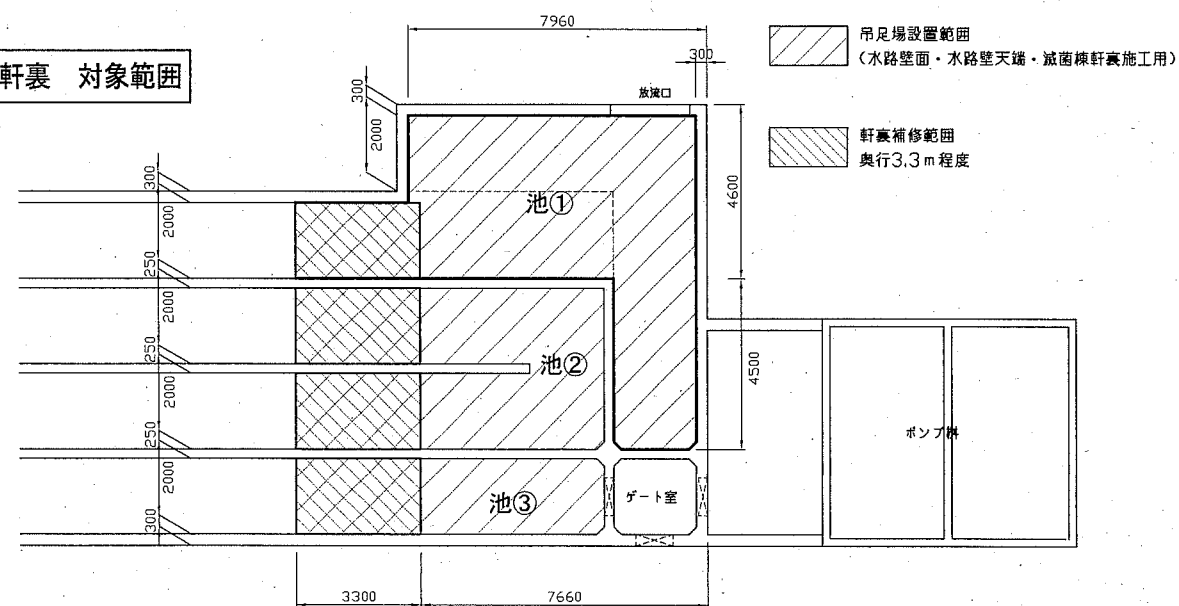 軒裏 対象範囲
7960
300
放流口
吊足場設置範囲
(水路壁面・水路壁天端・滅菌棟軒裏施工用)
軒裏補修範囲
奥行3.3m程度
300
2000
300
2000
250
2000
250
2000
250
2000
300
池①
池②
池③
4600
4500
ゲート室
ポンプ桝
3300
7660